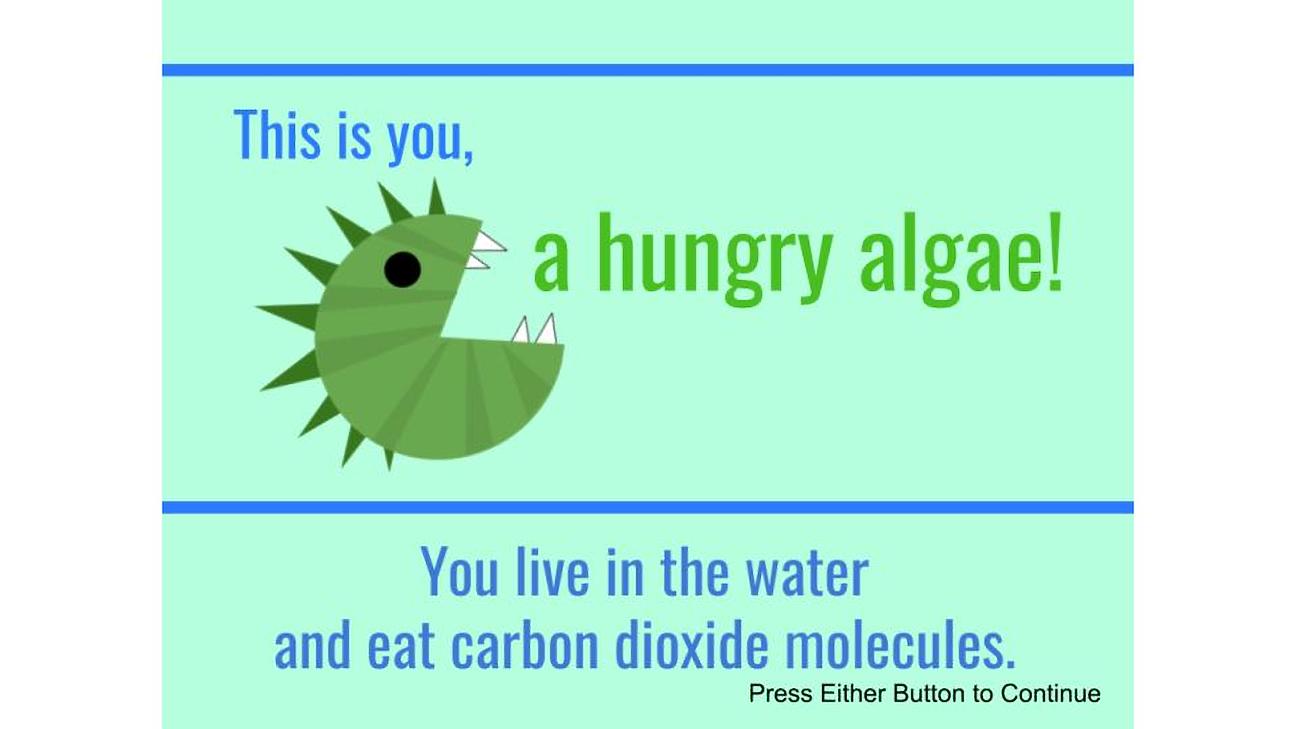 This is you,
a hungry algae!
You live in the water
and eat carbon dioxide molecules.
Press Either Button to Continue